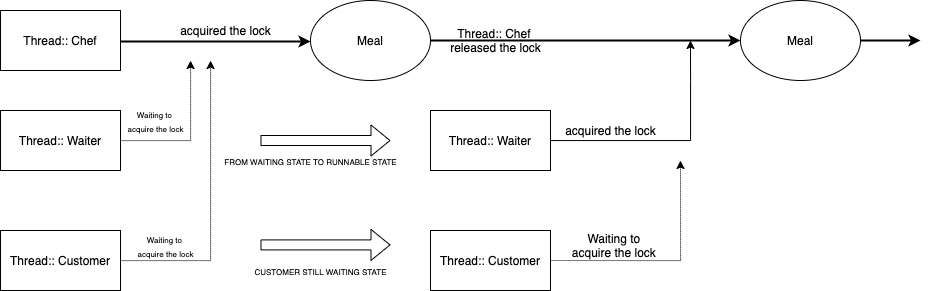 Thread:: Chef
acquired the lock
Meal
Thread:: Chef
released the lock
Meal
Thread:: Waiter
Waiting to
acquire the lock
FROM WAITING STATE TO RUNNABLE STATE
Thread:: Waiter
acquired the lock
Thread:: Customer
Waiting to
acquire the lock
CUSTOMER STILL WAITING STATE
Thread:: Customer
Waiting to
acquire the lock